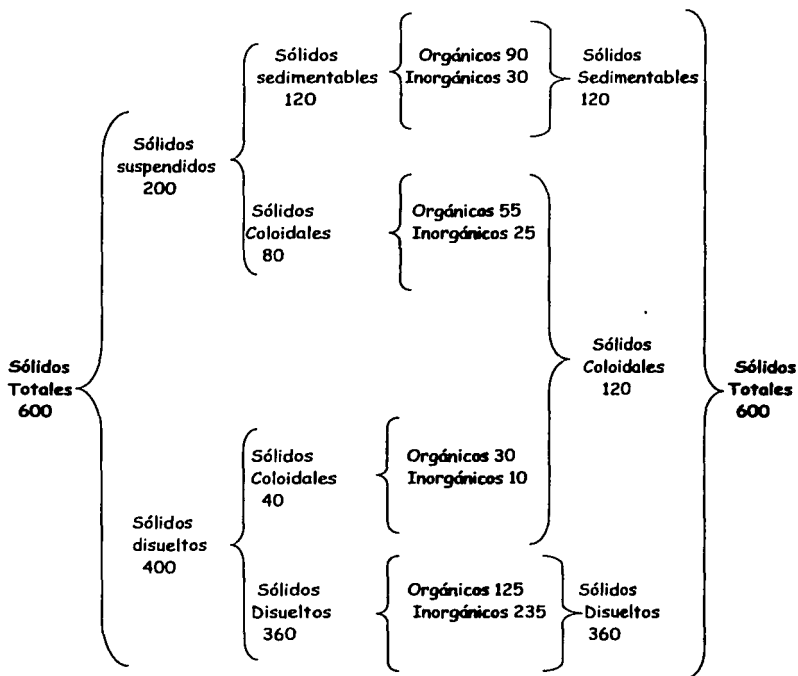 Sólidos
Totales
600
Sólidos
suspendidos
200
Sólidos
sedimentables
120
Orgánicos 90
Inorgánicos 30
Sólidos
Sedimentables
120
Sólidos
Coloidales
80
Orgánicos 55
Inorgánicos 25
Sólidos
disueltos
400
Sólidos
Coloidales
40
Orgánicos 30
Inorgánicos 10
Sólidos
Coloidales
120
Sólidos
Disueltos
360
Orgánicos 125
Inorgánicos 235
Sólidos
Disueltos
360
Sólidos
Totales
600